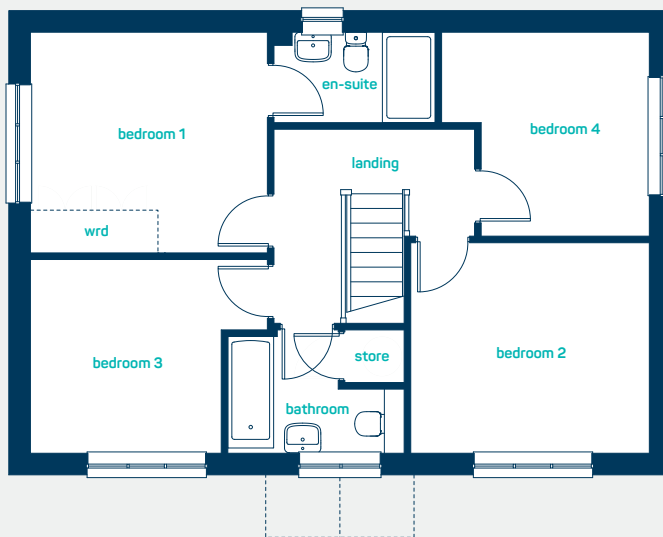 en-suite
bedroom 1
bedroom 4
landing
wrd
bedroom 3
store
bedroom 2
bathroom